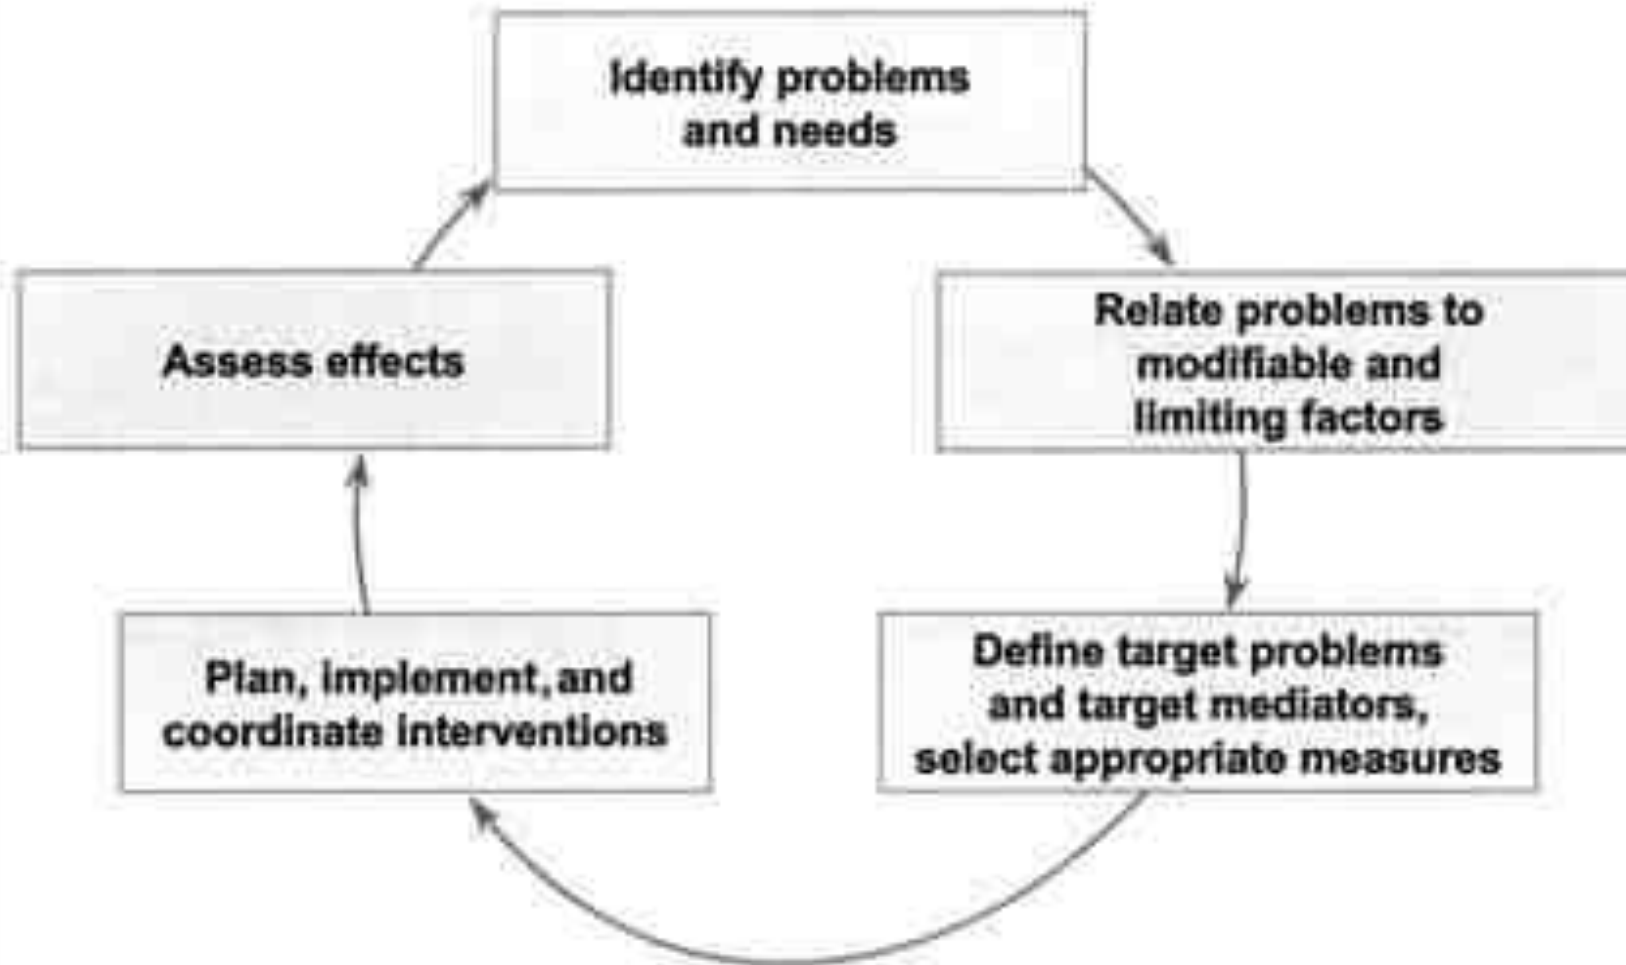 Identify problems
and needs
Relate problems to
modifiable and
limiting factors
Define target problems
and target mediators,
select appropriate measures
Plan, implement, and
coordinate interventions
Assess effects